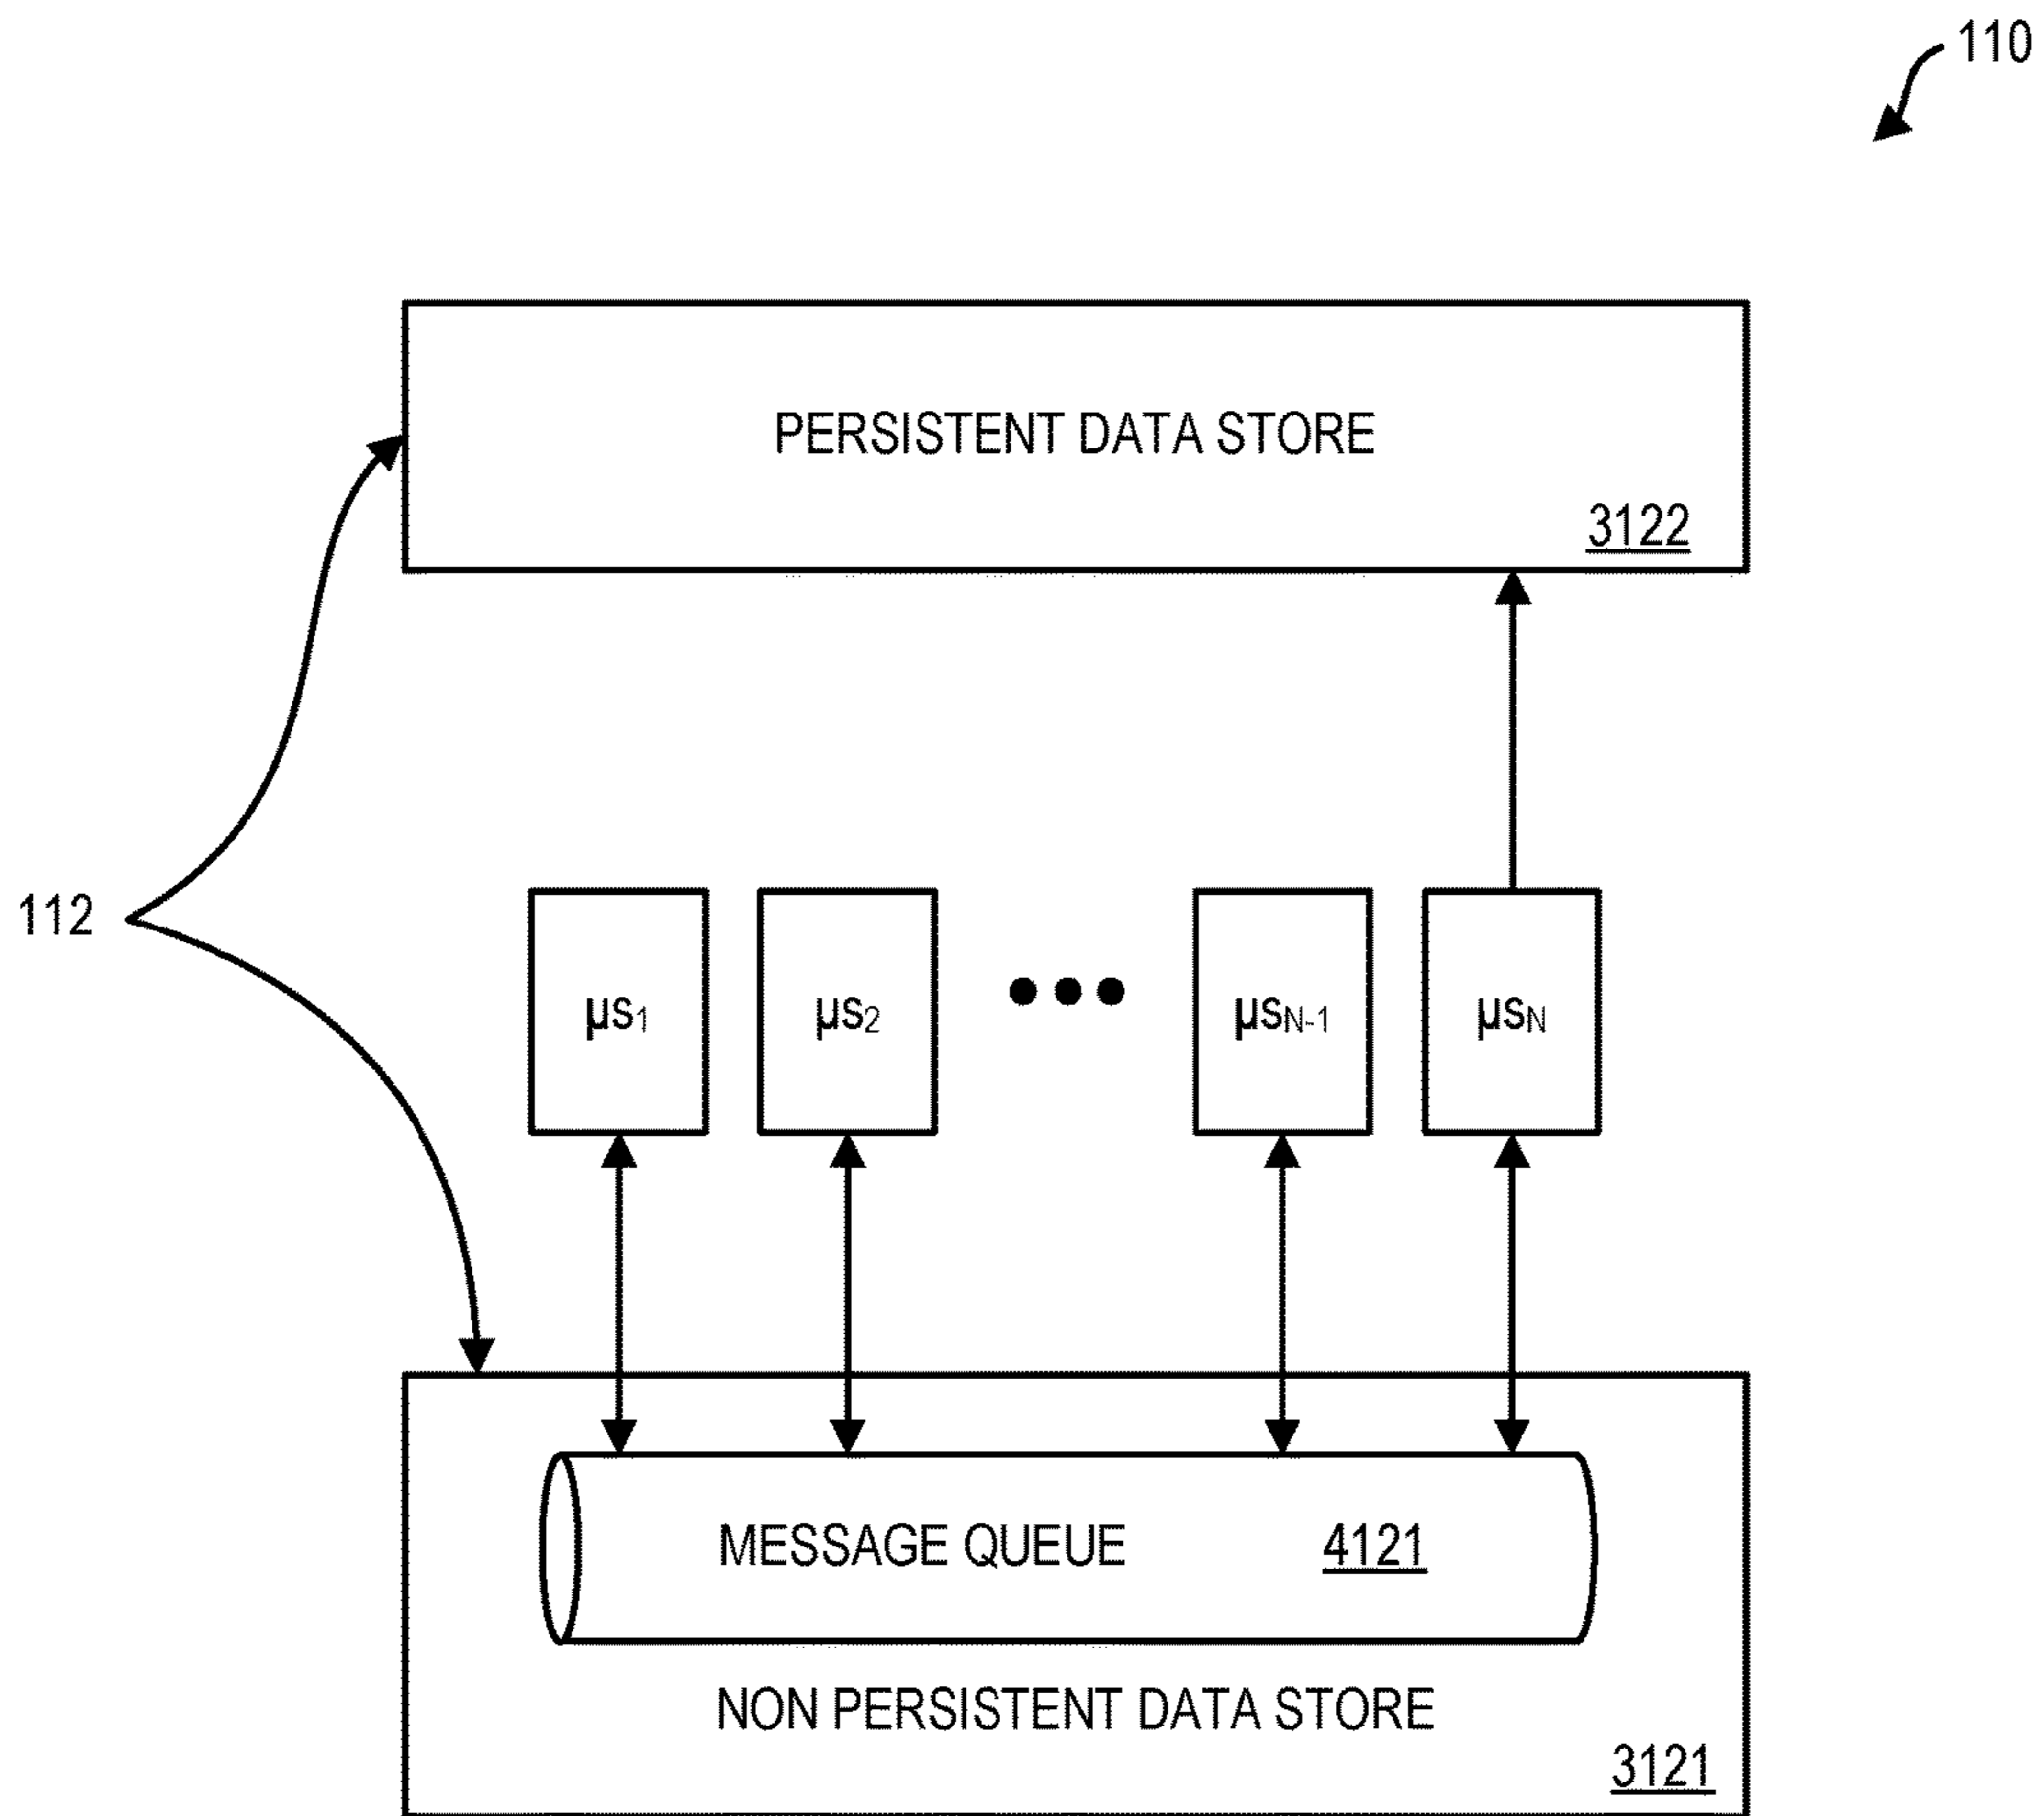 110
PERSISTENT DATA STORE
3122
112
µs1 µs2 ●●● µsN-1 µsN
MESSAGE QUEUE 4121
NON PERSISTENT DATA STORE
3121